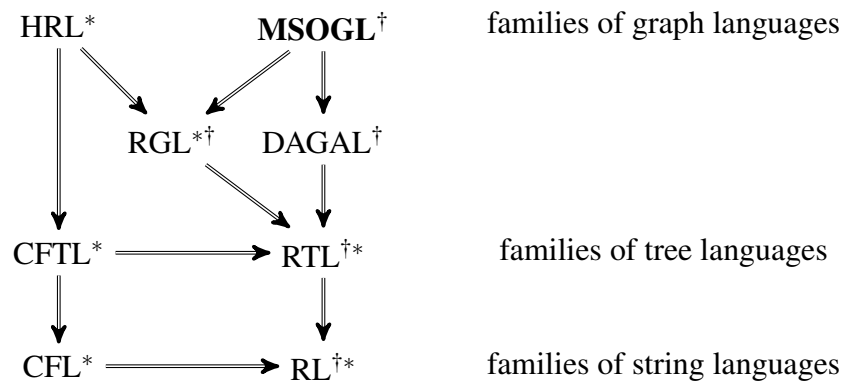 HRL* MSOGL† families of graph languages
RGL*† DAGAL†
CFTL* RTL†* families of tree languages
CFL* RL†* families of string languages